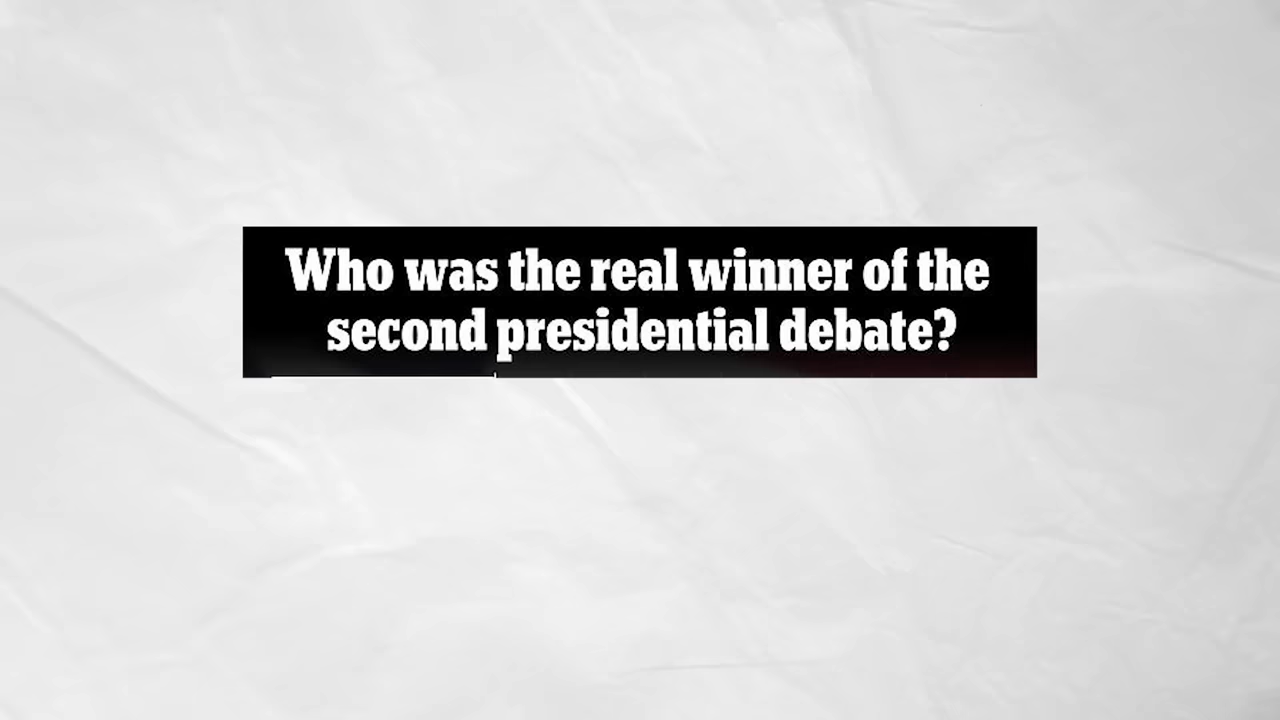 Who was the real winner of the
second presidential debate?